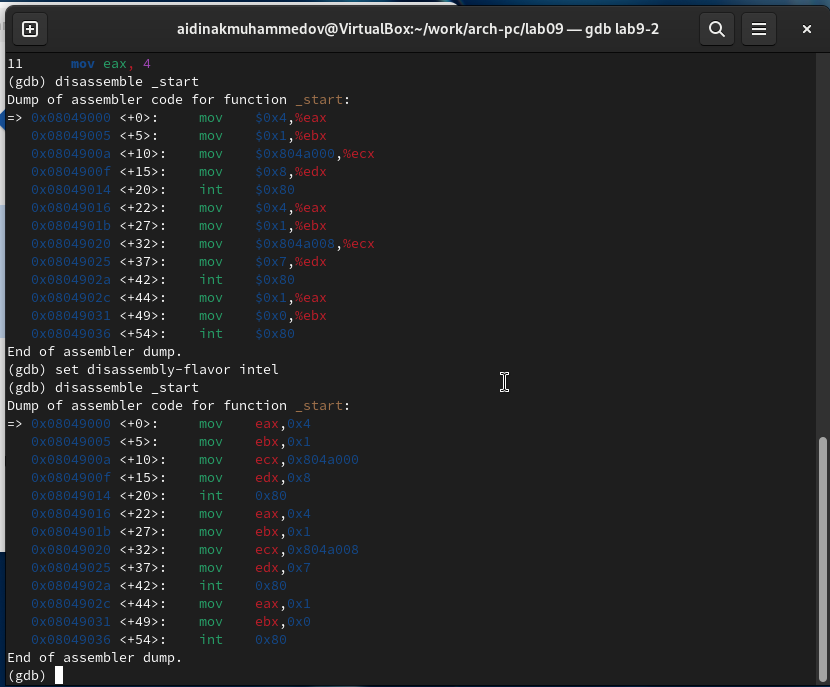 aidinakmuhammedov@VirtualBox:~/work/arch-pc/lab09 — gdb lab9-2
11      mov eax, 4
(gdb) disassemble _start
Dump of assembler code for function _start:
=> 0x08049000 <+0>:     mov    $0x4,%eax
   0x08049005 <+5>:     mov    $0x1,%ebx
   0x0804900a <+10>:    mov    $0x804a000,%ecx
   0x0804900f <+15>:    mov    $0x8,%edx
   0x08049014 <+20>:    int    $0x80
   0x08049016 <+22>:    mov    $0x4,%eax
   0x0804901b <+27>:    mov    $0x1,%ebx
   0x08049020 <+32>:    mov    $0x804a008,%ecx
   0x08049025 <+37>:    mov    $0x7,%edx
   0x0804902a <+42>:    int    $0x80
   0x0804902c <+44>:    mov    $0x1,%eax
   0x08049031 <+49>:    mov    $0x0,%ebx
   0x08049036 <+54>:    int    $0x80
End of assembler dump.
(gdb) set disassembly-flavor intel
(gdb) disassemble _start
Dump of assembler code for function _start:
=> 0x08049000 <+0>:     mov    eax,0x4
   0x08049005 <+5>:     mov    ebx,0x1
   0x0804900a <+10>:    mov    ecx,0x804a000
   0x0804900f <+15>:    mov    edx,0x8
   0x08049014 <+20>:    int    0x80
   0x08049016 <+22>:    mov    eax,0x4
   0x0804901b <+27>:    mov    ebx,0x1
   0x08049020 <+32>:    mov    ecx,0x804a008
   0x08049025 <+37>:    mov    edx,0x7
   0x0804902a <+42>:    int    0x80
   0x0804902c <+44>:    mov    eax,0x1
   0x08049031 <+49>:    mov    ebx,0x0
   0x08049036 <+54>:    int    0x80
End of assembler dump.
(gdb)